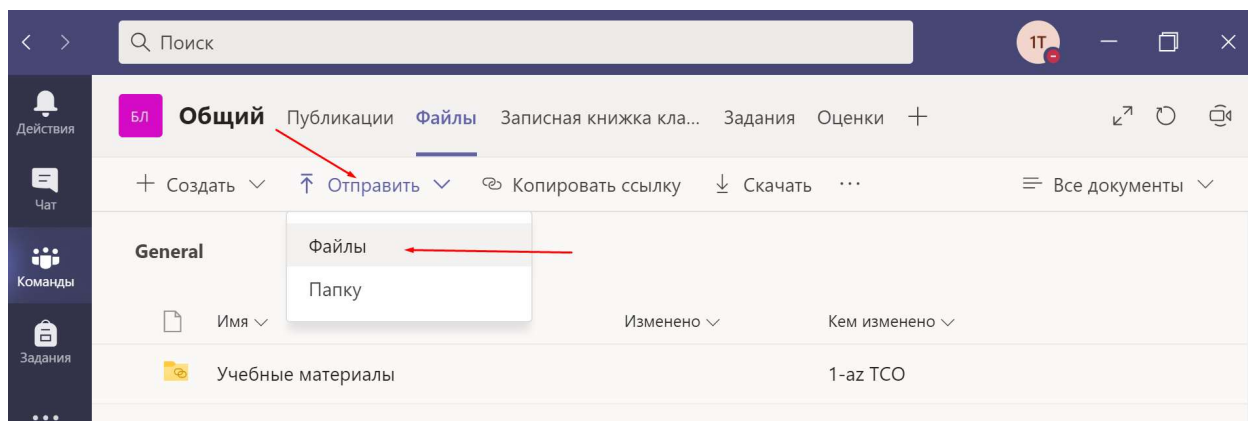 Поиск
1T
Действия
БЛ Общий Публикации Файлы Записная книжка кла... Задания Оценки
Создать Отправить Копировать ссылку Скачать ... Все документы
Чат
General
Файлы
Команды
Папку
Имя Изменено Кем изменено
Задания
Учебные материалы 1-az TCO